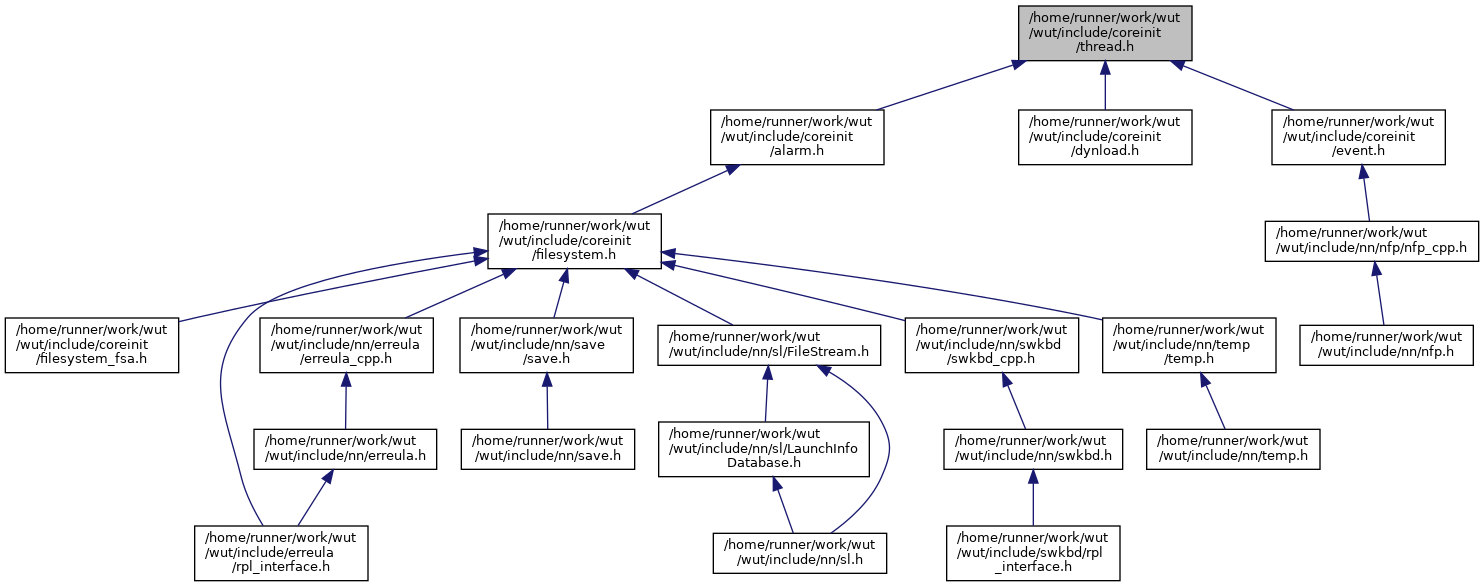 /home/runner/work/wut
/wut/include/coreinit
/thread.h
/home/runner/work/wut
/wut/include/coreinit
/alarm.h
/home/runner/work/wut
/wut/include/coreinit
/dynload.h
/home/runner/work/wut
/wut/include/coreinit
/event.h
/home/runner/work/wut
/wut/include/coreinit
/filesystem.h
/home/runner/work/wut
/wut/include/nn/nfp/nfp_cpp.h
/home/runner/work/wut
/wut/include/coreinit
/filesystem_fsa.h
/home/runner/work/wut
/wut/include/nn/erreula
/erreula_cpp.h
/home/runner/work/wut
/wut/include/nn/save
/save.h
/home/runner/work/wut
/wut/include/nn/sl/FileStream.h
/home/runner/work/wut
/wut/include/nn/swkbd
/swkbd_cpp.h
/home/runner/work/wut
/wut/include/nn/temp
/temp.h
/home/runner/work/wut
/wut/include/nn/nfp.h
/home/runner/work/wut
/wut/include/nn/erreula.h
/home/runner/work/wut
/wut/include/nn/save.h
/home/runner/work/wut
/wut/include/nn/sl/LaunchInfo
Database.h
/home/runner/work/wut
/wut/include/nn/swkbd.h
/home/runner/work/wut
/wut/include/nn/temp.h
/home/runner/work/wut
/wut/include/erreula
/rpl_interface.h
/home/runner/work/wut
/wut/include/nn/sl.h
/home/runner/work/wut
/wut/include/swkbd/rpl
_interface.h